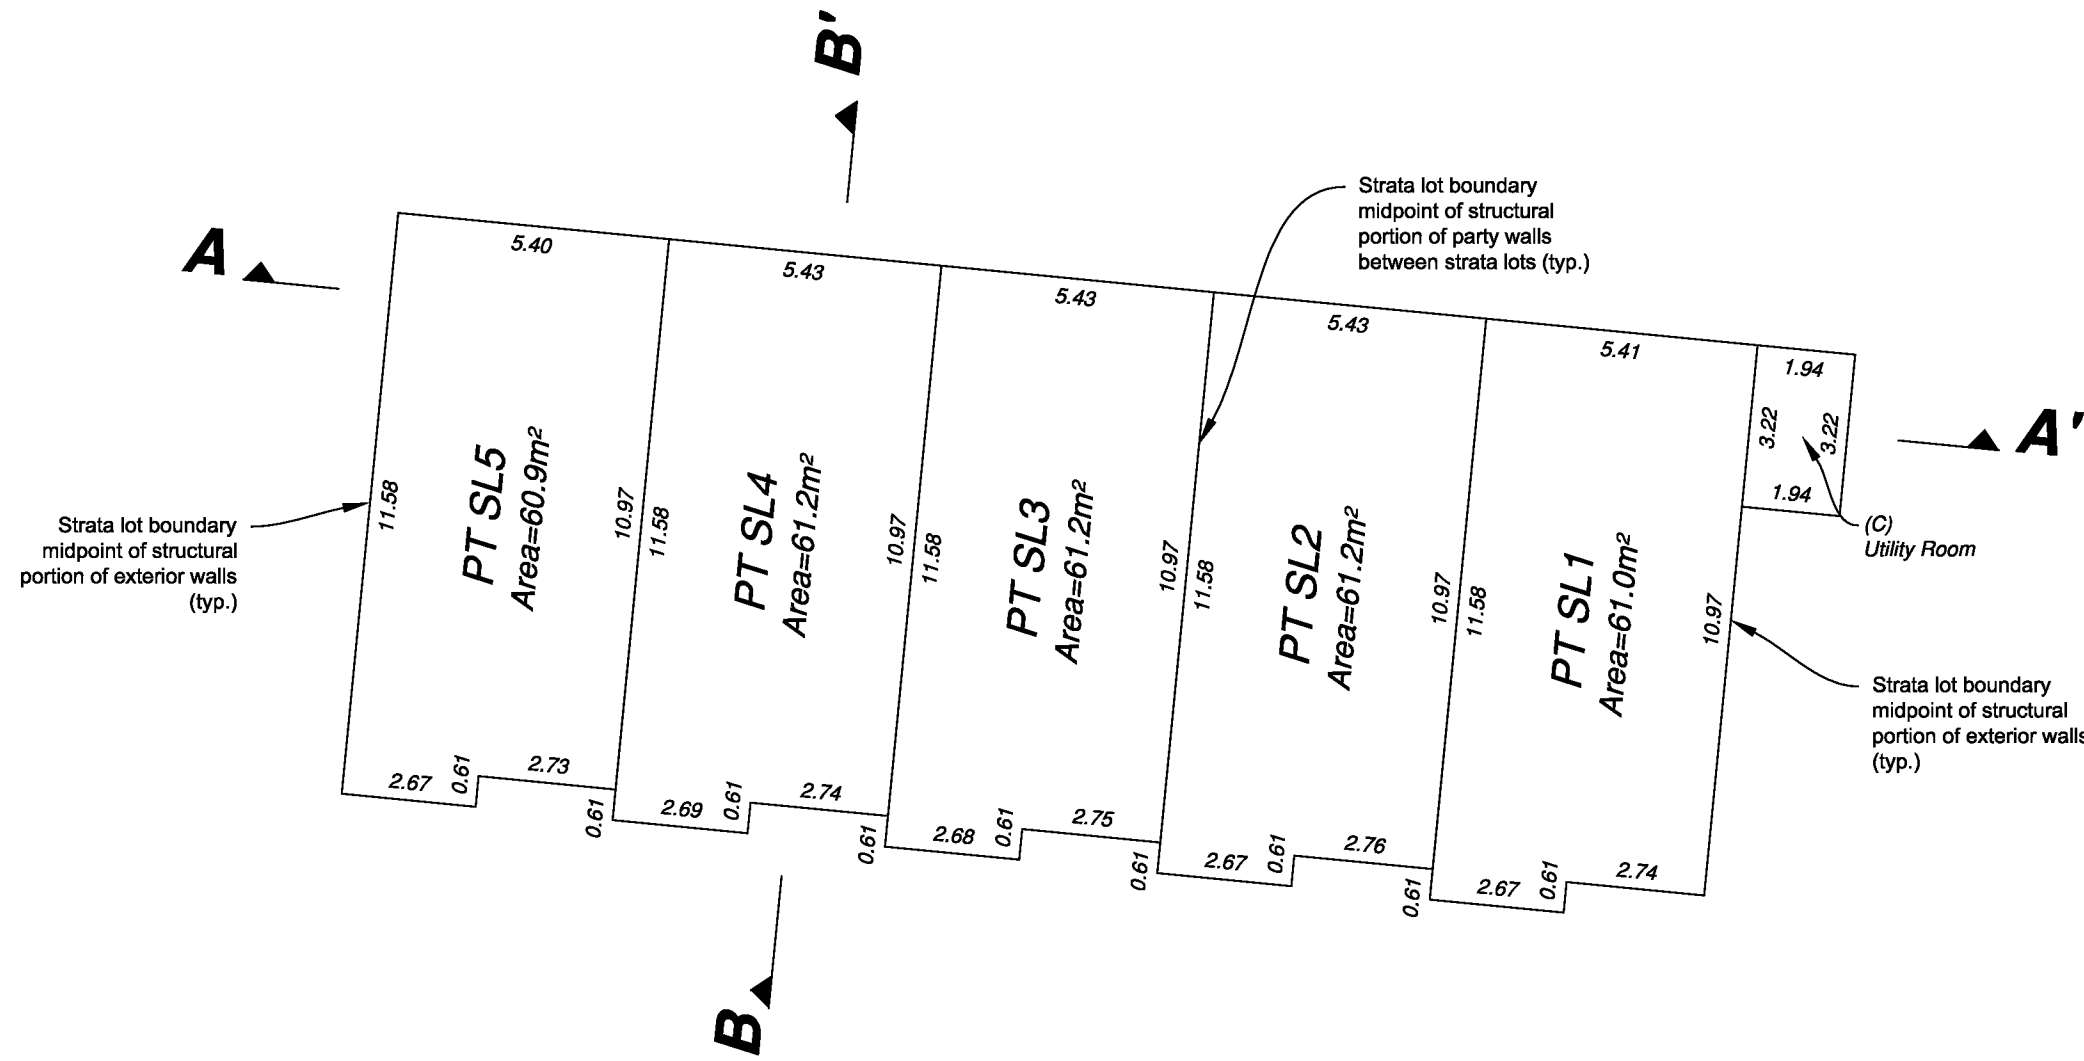 B'
Strata lot boundary
midpoint of structural
portion of party walls
between strata lots (typ.)
A
5.40
5.43
5.43
5.43
5.41
1.94
3.22
3.22
1.94
A'
(C)
Utility Room
Strata lot boundary
midpoint of structural
portion of exterior walls
(typ.)
11.58
PT SL5
Area=60.9m²
10.97
11.58
PT SL4
Area=61.2m²
10.97
11.58
PT SL3
Area=61.2m²
10.97
11.58
PT SL2
Area=61.2m²
10.97
11.58
PT SL1
Area=61.0m²
10.97
Strata lot boundary
midpoint of structural
portion of exterior walls
(typ.)
2.67
0.61
2.73
0.61
2.69
0.61
2.74
0.61
2.68
0.61
2.75
0.61
2.67
0.61
2.76
0.61
2.67
0.61
2.74
B